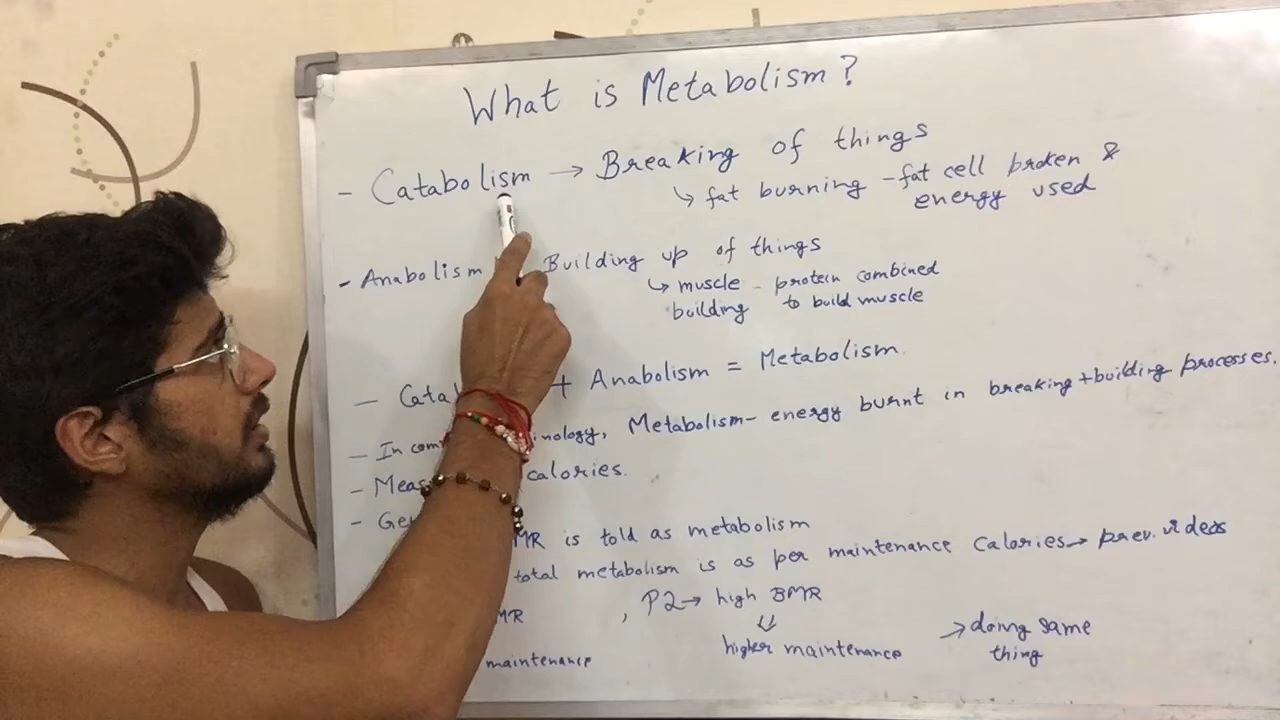 What is Metabolism?
- Catabolism → Breaking of things
↳ fat burning - fat cell broken &
energy used
- Anabolism Building up of things
↳ muscle - protein combined
building to build muscle
- Cata + Anabolism = Metabolism.
- In com nology, Metabolism - energy burnt in breaking + building processes.
- Meas calories.
- Ge MR is told as metabolism
total metabolism is as per maintenance calories → prev. videos
MR , P2 → high BMR
⇓
maintenance higher maintenance → doing same
thing